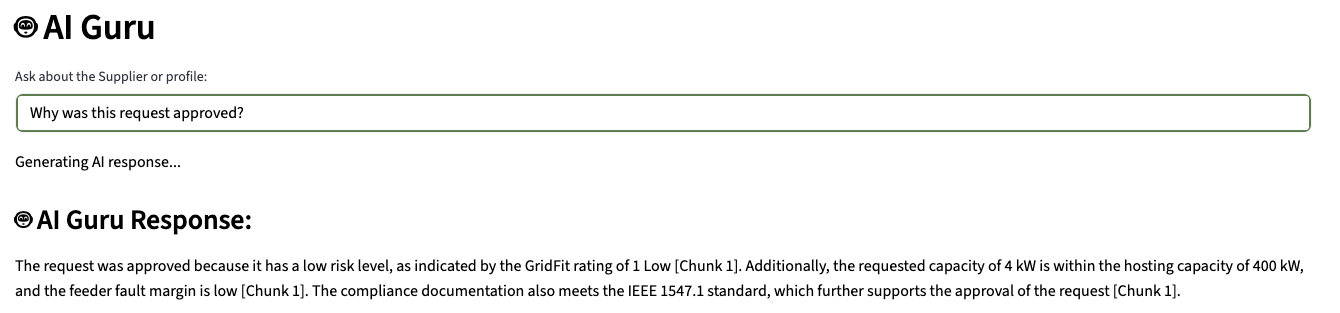 AI Guru
Ask about the Supplier or profile:
Why was this request approved?
Generating AI response...
AI Guru Response:
The request was approved because it has a low risk level, as indicated by the GridFit rating of 1 Low [Chunk 1]. Additionally, the requested capacity of 4 kW is within the hosting capacity of 400 kW,
and the feeder fault margin is low [Chunk 1]. The compliance documentation also meets the IEEE 1547.1 standard, which further supports the approval of the request [Chunk 1].